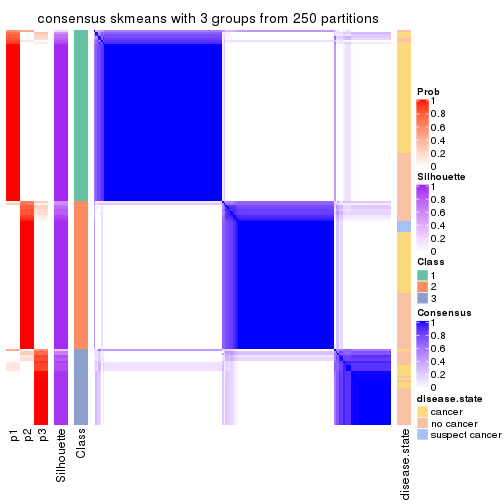 consensus skmeans with 3 groups from 250 partitions
Prob
1
0.8
0.6
0.4
0.2
0
Silhouette
1
0.8
0.6
0.4
0.2
0
Class
1
2
3
Consensus
1
0.8
0.6
0.4
0.2
0
disease.state
cancer
no cancer
suspect cancer
p1
p2
p3
Silhouette
Class
disease.state